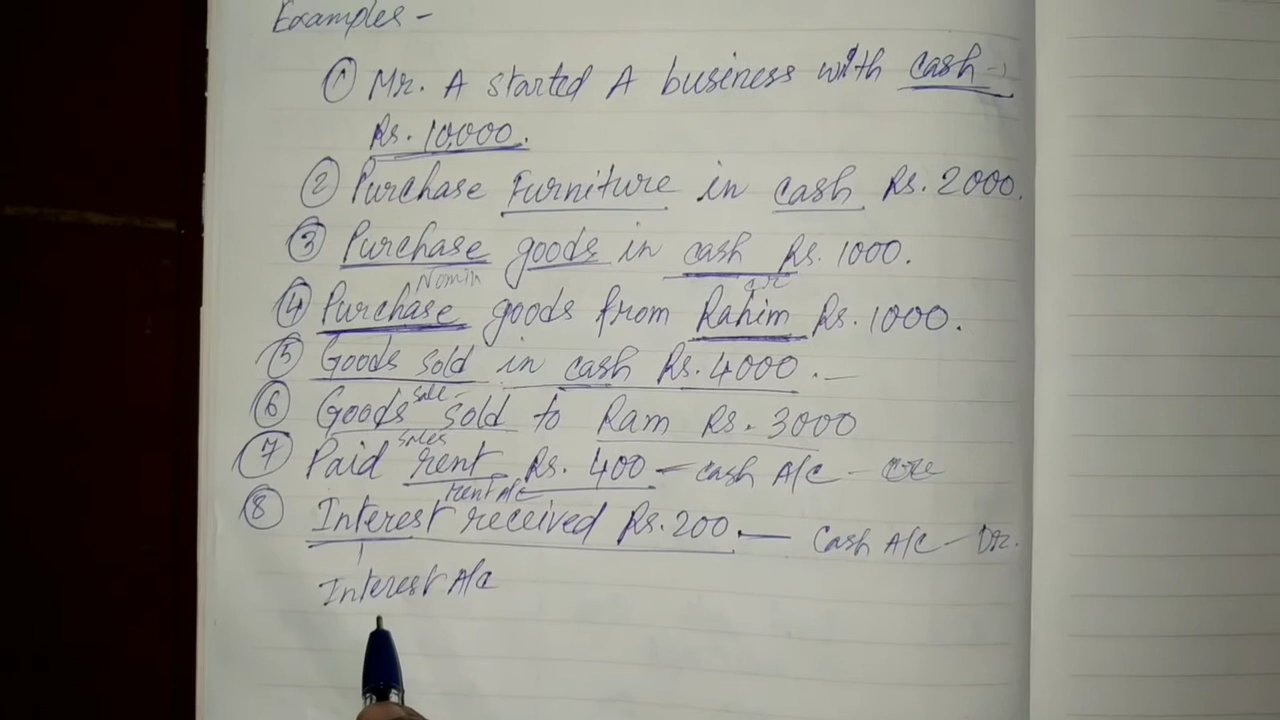 Examples -
① Mr. A started A business with cash
Rs. 10,000.
② Purchase Furniture in cash Rs. 2000.
③ Purchase goods in cash Rs. 1000.
Nomin
④ Purchase goods from Rahim Rs. 1000.
⑤ Goods sold in cash Rs. 4000.
Sale
⑥ Goods sold to Ram Rs. 3000
Sales
⑦ Paid rent Rs. 400 - cash A/c - Cre
Rent A/c
⑧ Interest received Rs. 200. - Cash A/c - Dr.
Interest A/c